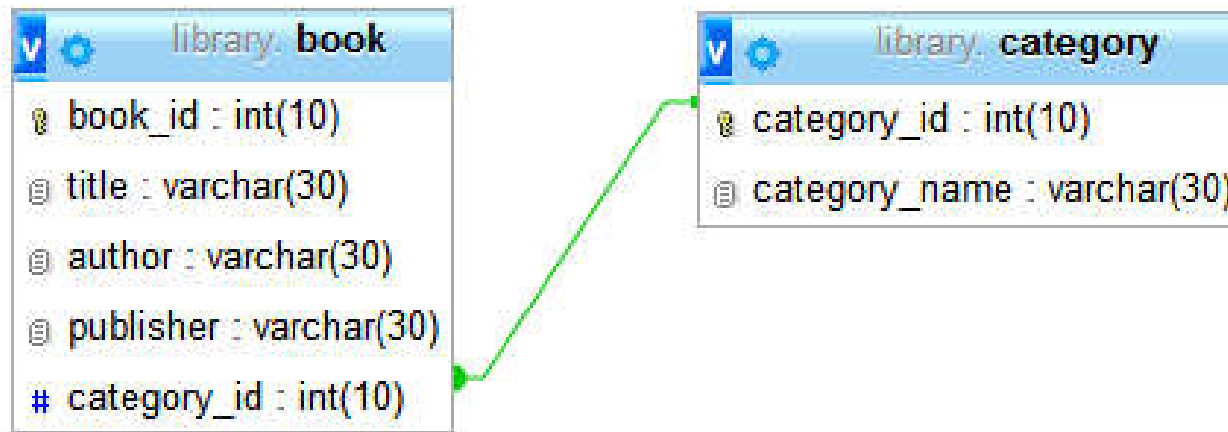 v library. book
book_id : int(10)
title : varchar(30)
author : varchar(30)
publisher : varchar(30)
# category_id : int(10)
v library. category
category_id : int(10)
category_name : varchar(30)